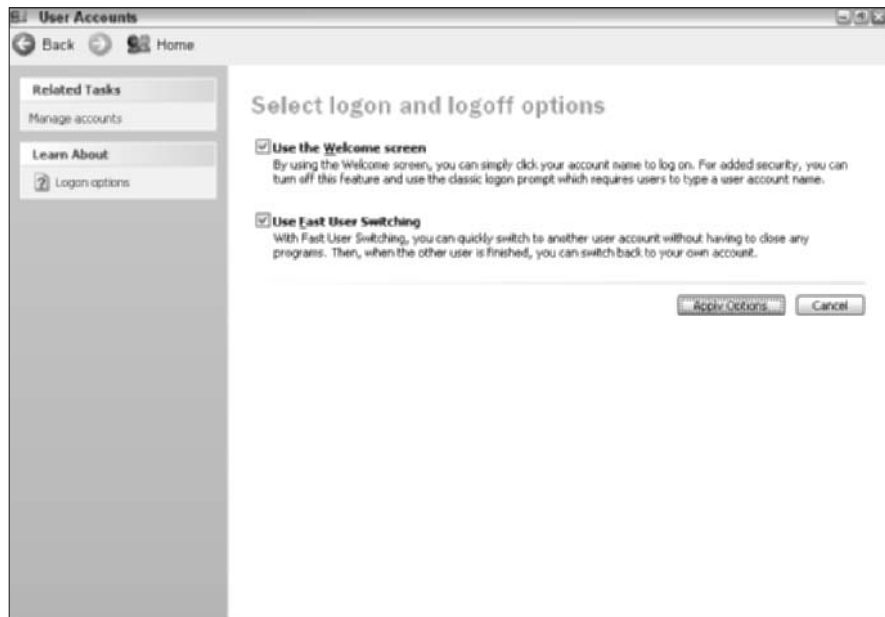 User Accounts
Back Home
Related Tasks
Manage accounts
Learn About
Logon options
Select logon and logoff options
Use the Welcome screen
By using the Welcome screen, you can simply click your account name to log on. For added security, you can
turn off this feature and use the classic logon prompt which requires users to type a user account name.
Use Fast User Switching
With Fast User Switching, you can quickly switch to another user account without having to close any
programs. Then, when the other user is finished, you can switch back to your own account.
Apply Options Cancel